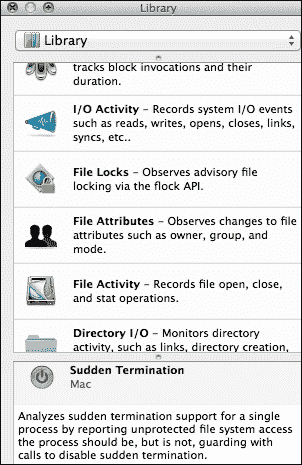 Library
Library
tracks block invocations and their
duration.
I/O Activity – Records system I/O events
such as reads, writes, opens, closes, links,
syncs, etc..
File Locks – Observes advisory file
locking via the flock API.
File Attributes – Observes changes to file
attributes such as owner, group, and
mode.
File Activity – Records file open, close,
and stat operations.
Directory I/O – Monitors directory
activity, such as links, directory creation,
Sudden Termination
Mac
Analyzes sudden termination support for a single
process by reporting unprotected file system access
the process should be, but is not, guarding with
calls to disable sudden termination.